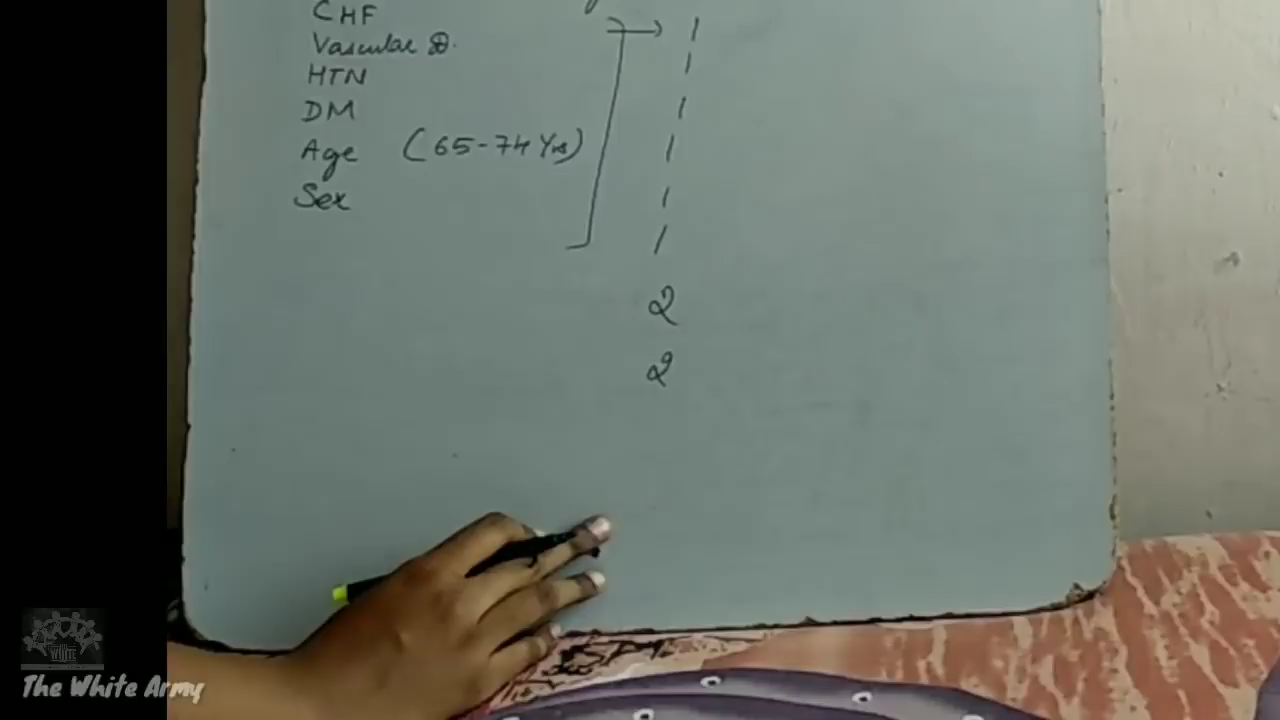 CHF 1
Vascular D. 1
HTN 1
DM 1
Age (65-74 Yrs) 1
Sex 1
2
2
The White Army